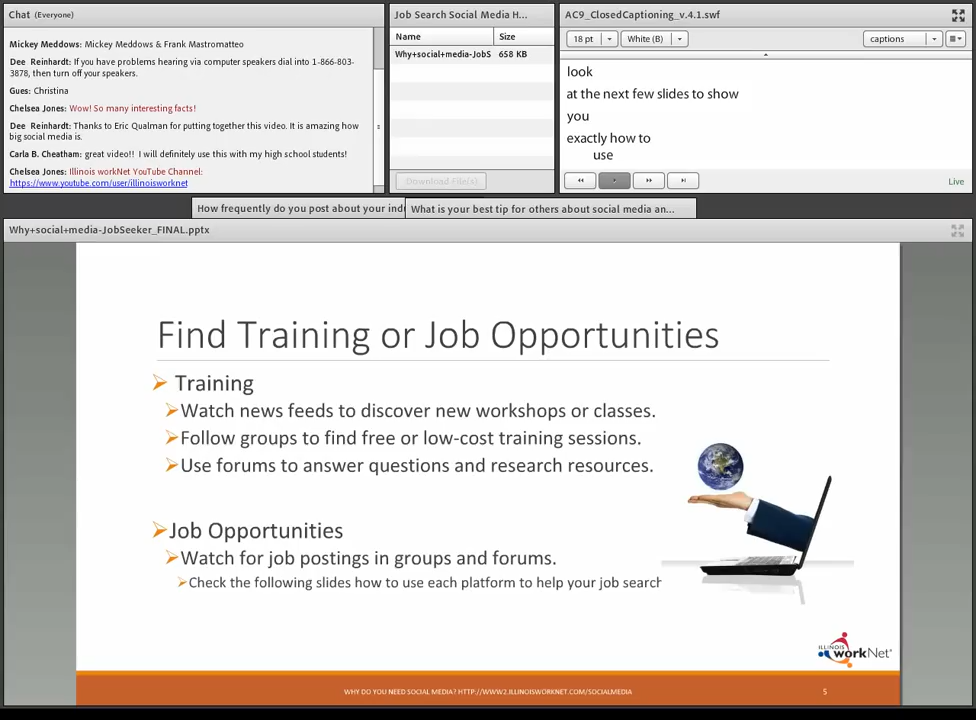 Chat (Everyone)
Mickey Meddows: Mickey Meddows & Frank Mastromatteo
Dee Reinhardt: If you have problems hearing via computer speakers dial into 1-866-803-
3878, then turn off your speakers.
Gues: Christina
Chelsea Jones: Wow! So many interesting facts!
Dee Reinhardt: Thanks to Eric Qualman for putting together this video. It is amazing how
big social media is.
Carla B. Cheatham: great video!! I will definitely use this with my high school students!
Chelsea Jones: Illinois workNet YouTube Channel:
https://www.youtube.com/user/illinoisworknet
Job Search Social Media H...
Name Size
Why+social+media-JobS 658 KB
Download File(s)
AC9_ClosedCaptioning_v.4.1.swf
18 pt White (B) captions
look
at the next few slides to show
you
exactly how to
use
Live
How frequently do you post about your ind
What is your best tip for others about social media an...
Why+social+media-JobSeeker_FINAL.pptx
Find Training or Job Opportunities
Training
Watch news feeds to discover new workshops or classes.
Follow groups to find free or low-cost training sessions.
Use forums to answer questions and research resources.
Job Opportunities
Watch for job postings in groups and forums.
Check the following slides how to use each platform to help your job search
ILLINOIS
workNet®
WHY DO YOU NEED SOCIAL MEDIA? HTTP://WWW2.ILLINOISWORKNET.COM/SOCIALMEDIA
5